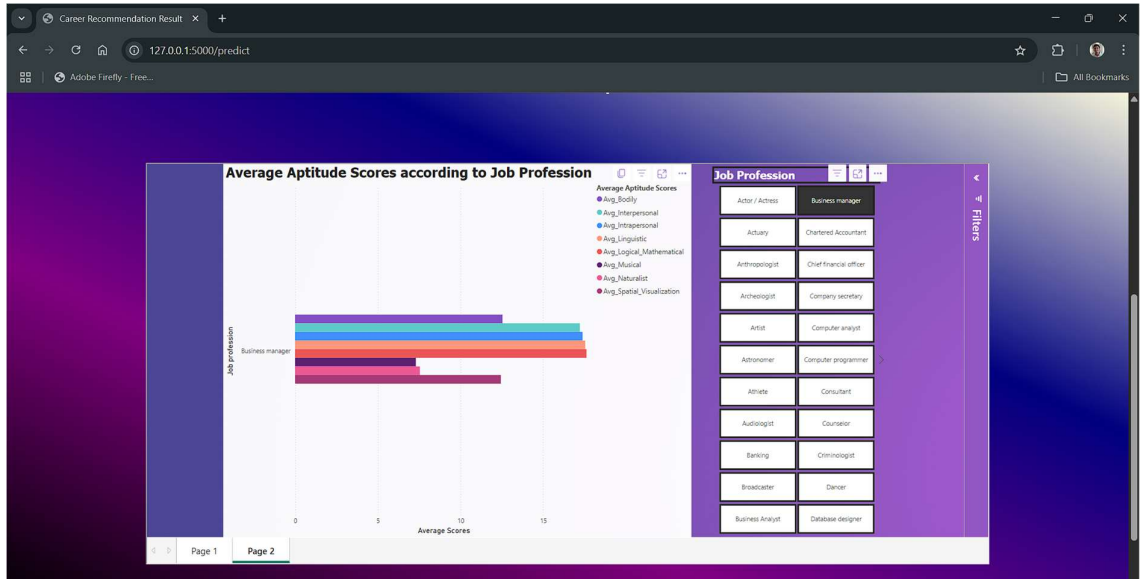 Career Recommendation Result
127.0.0.1:5000/predict
Adobe Firefly - Free...
All Bookmarks
Average Aptitude Scores according to Job Profession
Average Aptitude Scores
Avg_Bodily
Avg_Interpersonal
Avg_Intrapersonal
Avg_Linguistic
Avg_Logical_Mathematical
Avg_Musical
Avg_Naturalist
Avg_Spatial_Visualization
Job profession
Business manager
0 5 10 15
Average Scores
Job Profession
Actor / Actress Business manager
Actuary Chartered Accountant
Anthropologist Chief financial officer
Archeologist Company secretary
Artist Computer analyst
Astronomer Computer programmer
Athlete Consultant
Audiologist Counselor
Banking Criminologist
Broadcaster Dancer
Business Analyst Database designer
Filters
Page 1 Page 2